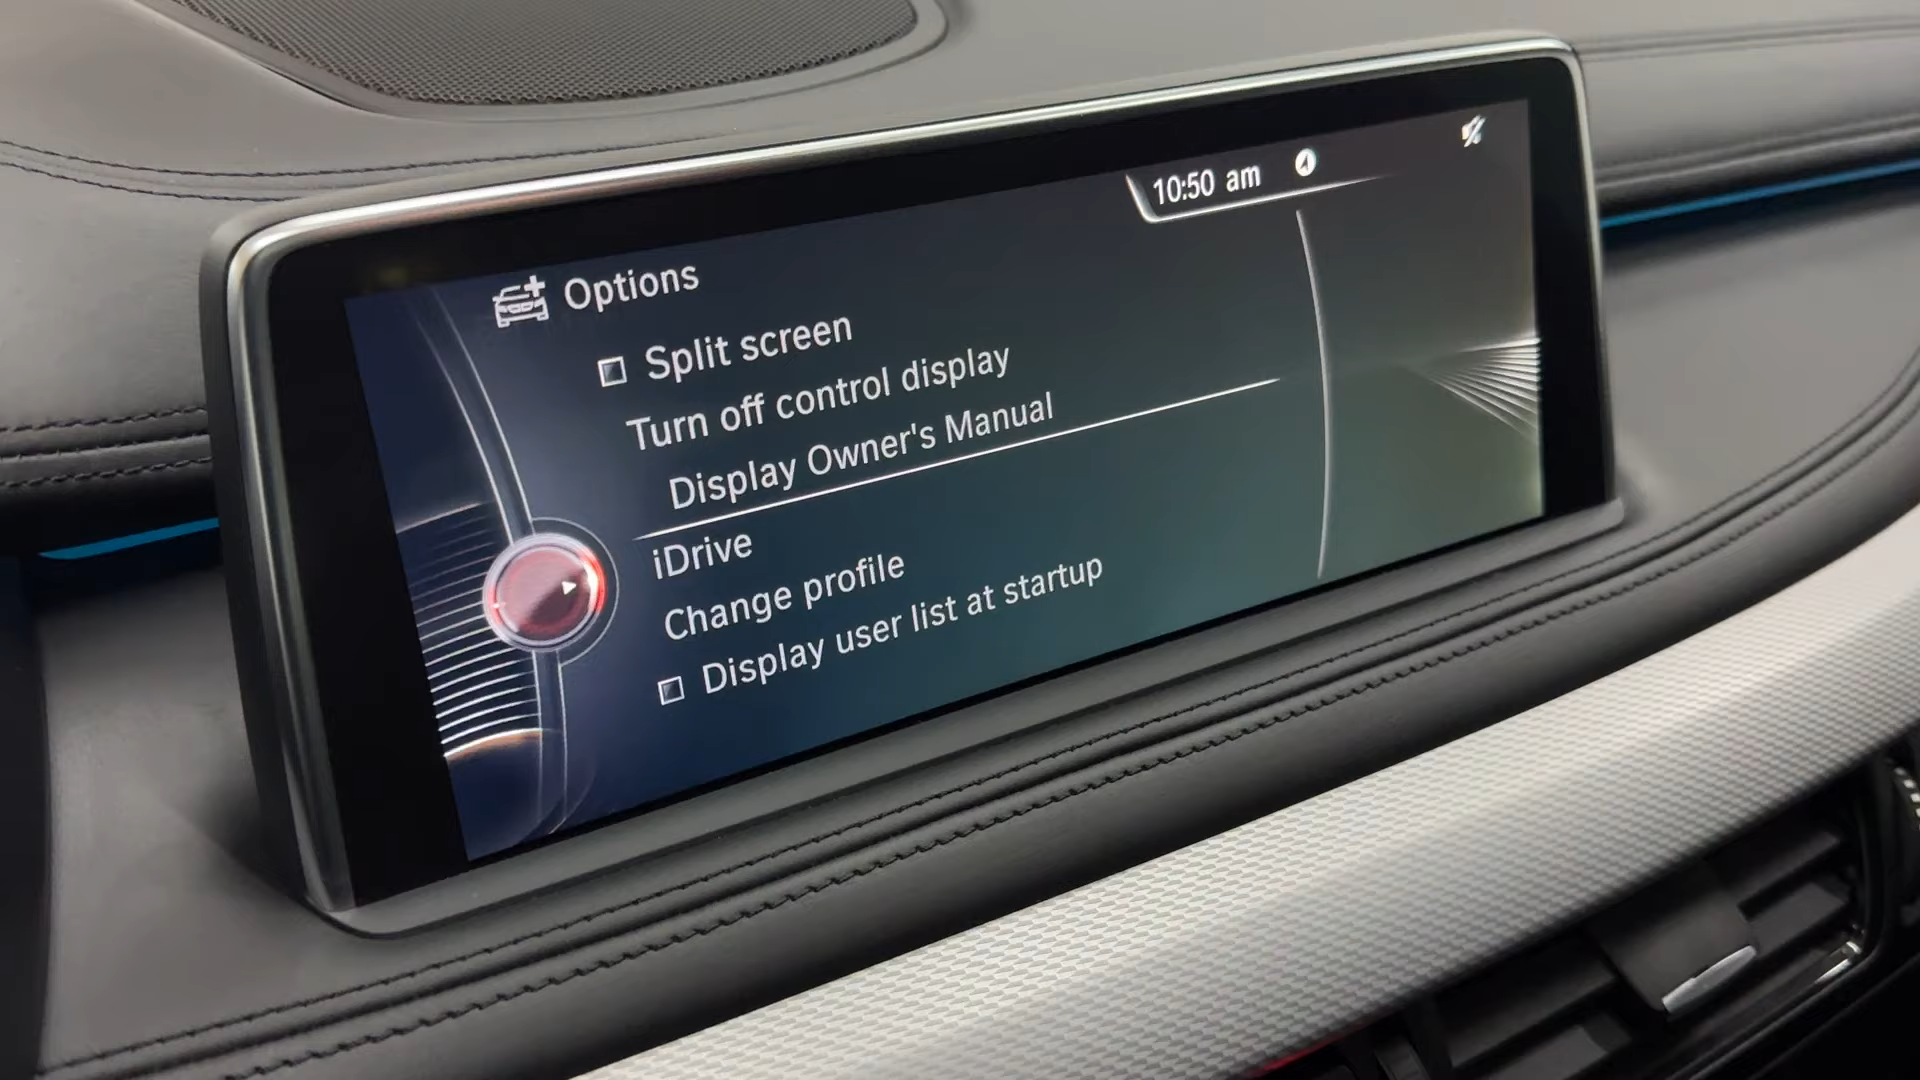 10:50 am
Options
Split screen
Turn off control display
Display Owner's Manual
iDrive
Change profile
Display user list at startup